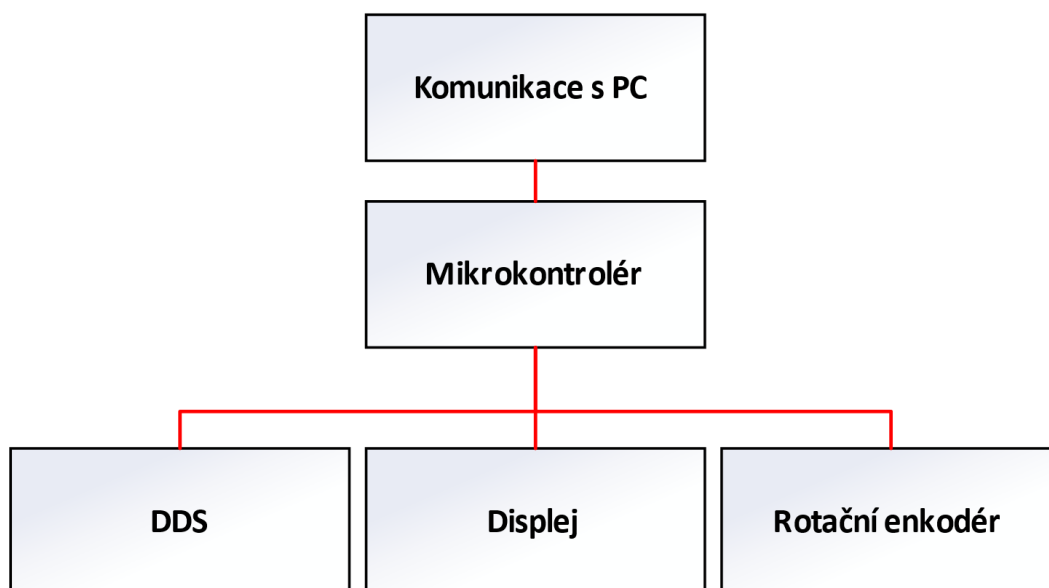 Komunikace s PC
Mikrokontrolér
DDS
Displej
Rotační enkodér